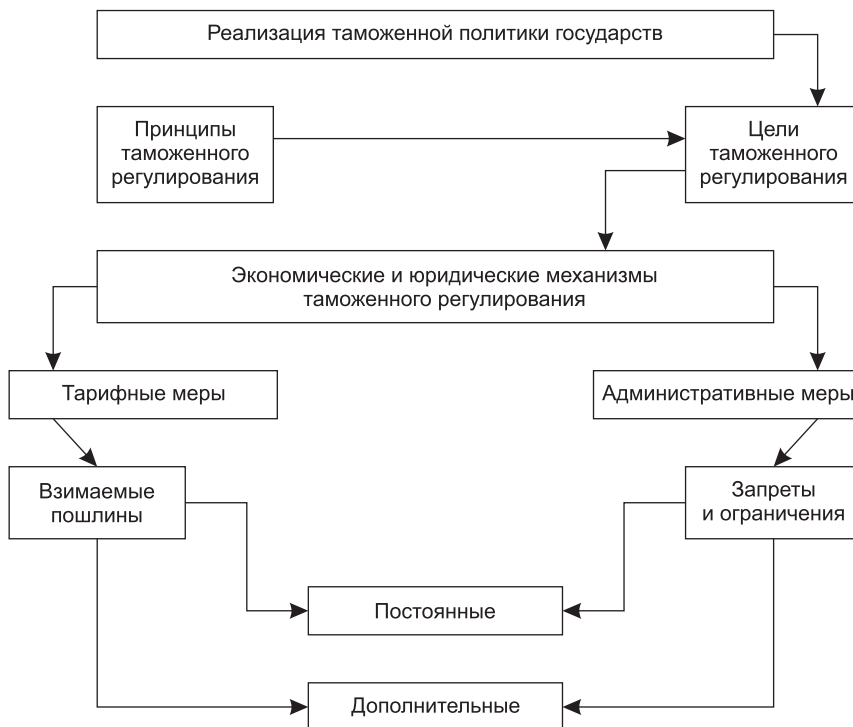 Реализация таможенной политики государств
Принципы
таможенного
регулирования
Цели
таможенного
регулирования
Экономические и юридические механизмы
таможенного регулирования
Тарифные меры
Административные меры
Взимаемые
пошлины
Запреты
и ограничения
Постоянные
Дополнительные